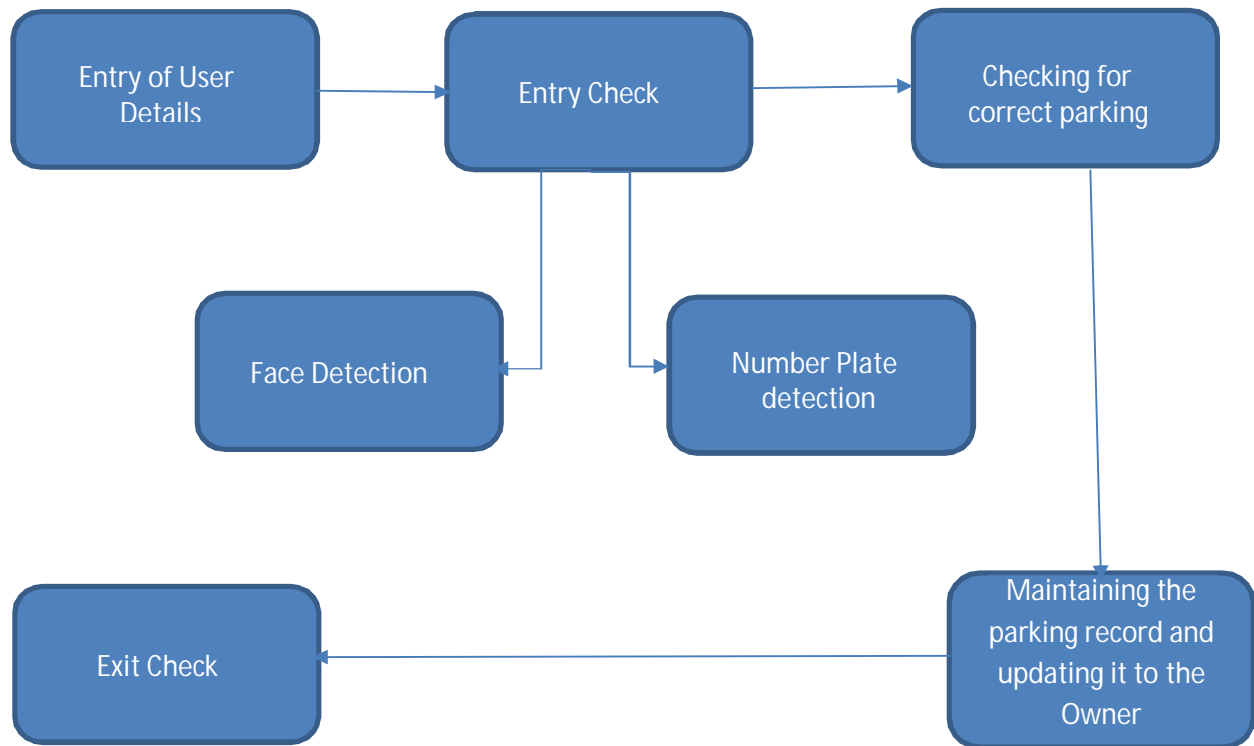 Entry of User
Details
Entry Check
Checking for
correct parking
Face Detection
Number Plate
detection
Exit Check
Maintaining the
parking record and
updating it to the
Owner